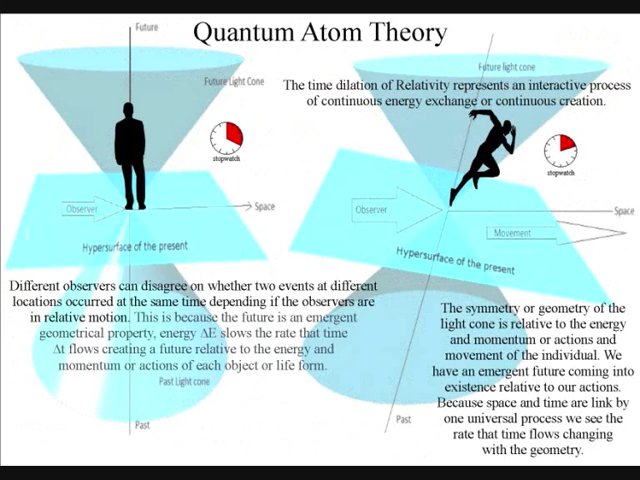 Quantum Atom Theory
Future
Future Light Cone
stopwatch
Observer
Space
Hypersurface of the present
Different observers can disagree on whether two events at different
locations occurred at the same time depending if the observers are
in relative motion. This is because the future is an emergent
geometrical property, energy ΔE slows the rate that time
Δt flows creating a future relative to the energy and
momentum or actions of each object or life form.
Past Light cone
Past
Future light cone
The time dilation of Relativity represents an interactive process
of continuous energy exchange or continuous creation.
stopwatch
Observer
Space
Movement
Hypersurface of the present
The symmetry or geometry of the
light cone is relative to the energy
and momentum or actions and
movement of the individual. We
have an emergent future coming into
existence relative to our actions.
Because space and time are link by
one universal process we see the
rate that time flows changing
with the geometry.
Past